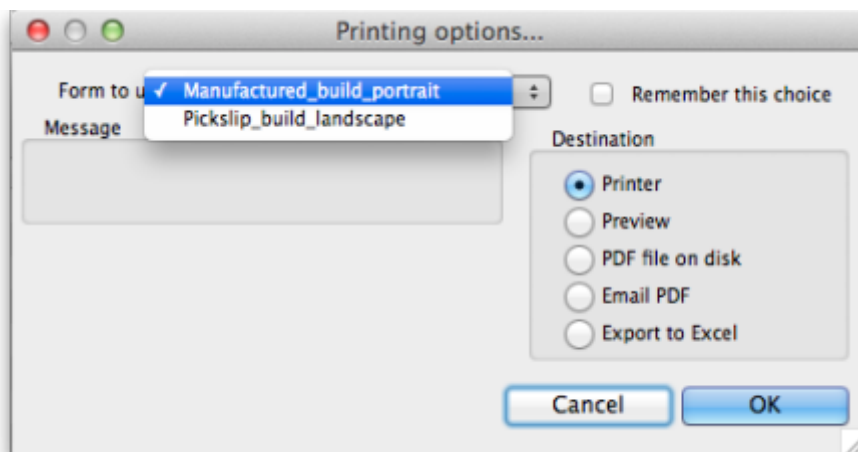 Printing options...
Form to u ✓ Manufactured_build_portrait
Remember this choice
Pickslip_build_landscape
Message
Destination
Printer
Preview
PDF file on disk
Email PDF
Export to Excel
Cancel
OK